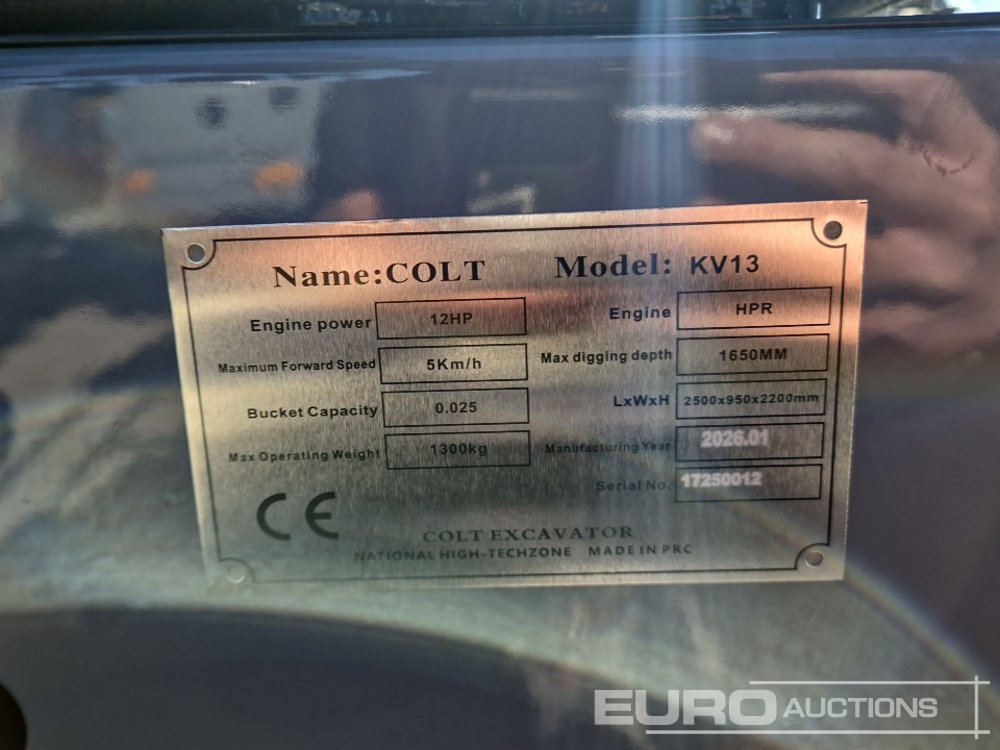 Name:COLT Model: KV13
Engine power 12HP Engine HPR
Maximum Forward Speed 5Km/h Max digging depth 1650MM
Bucket Capacity 0.025 LxWxH 2500x950x2200mm
Max Operating Weight 1300kg Manufacturing Year 2026.01
Serial No. 17250012
CE
COLT EXCAVATOR
NATIONAL HIGH-TECHZONE MADE IN PRC
EURO AUCTIONS